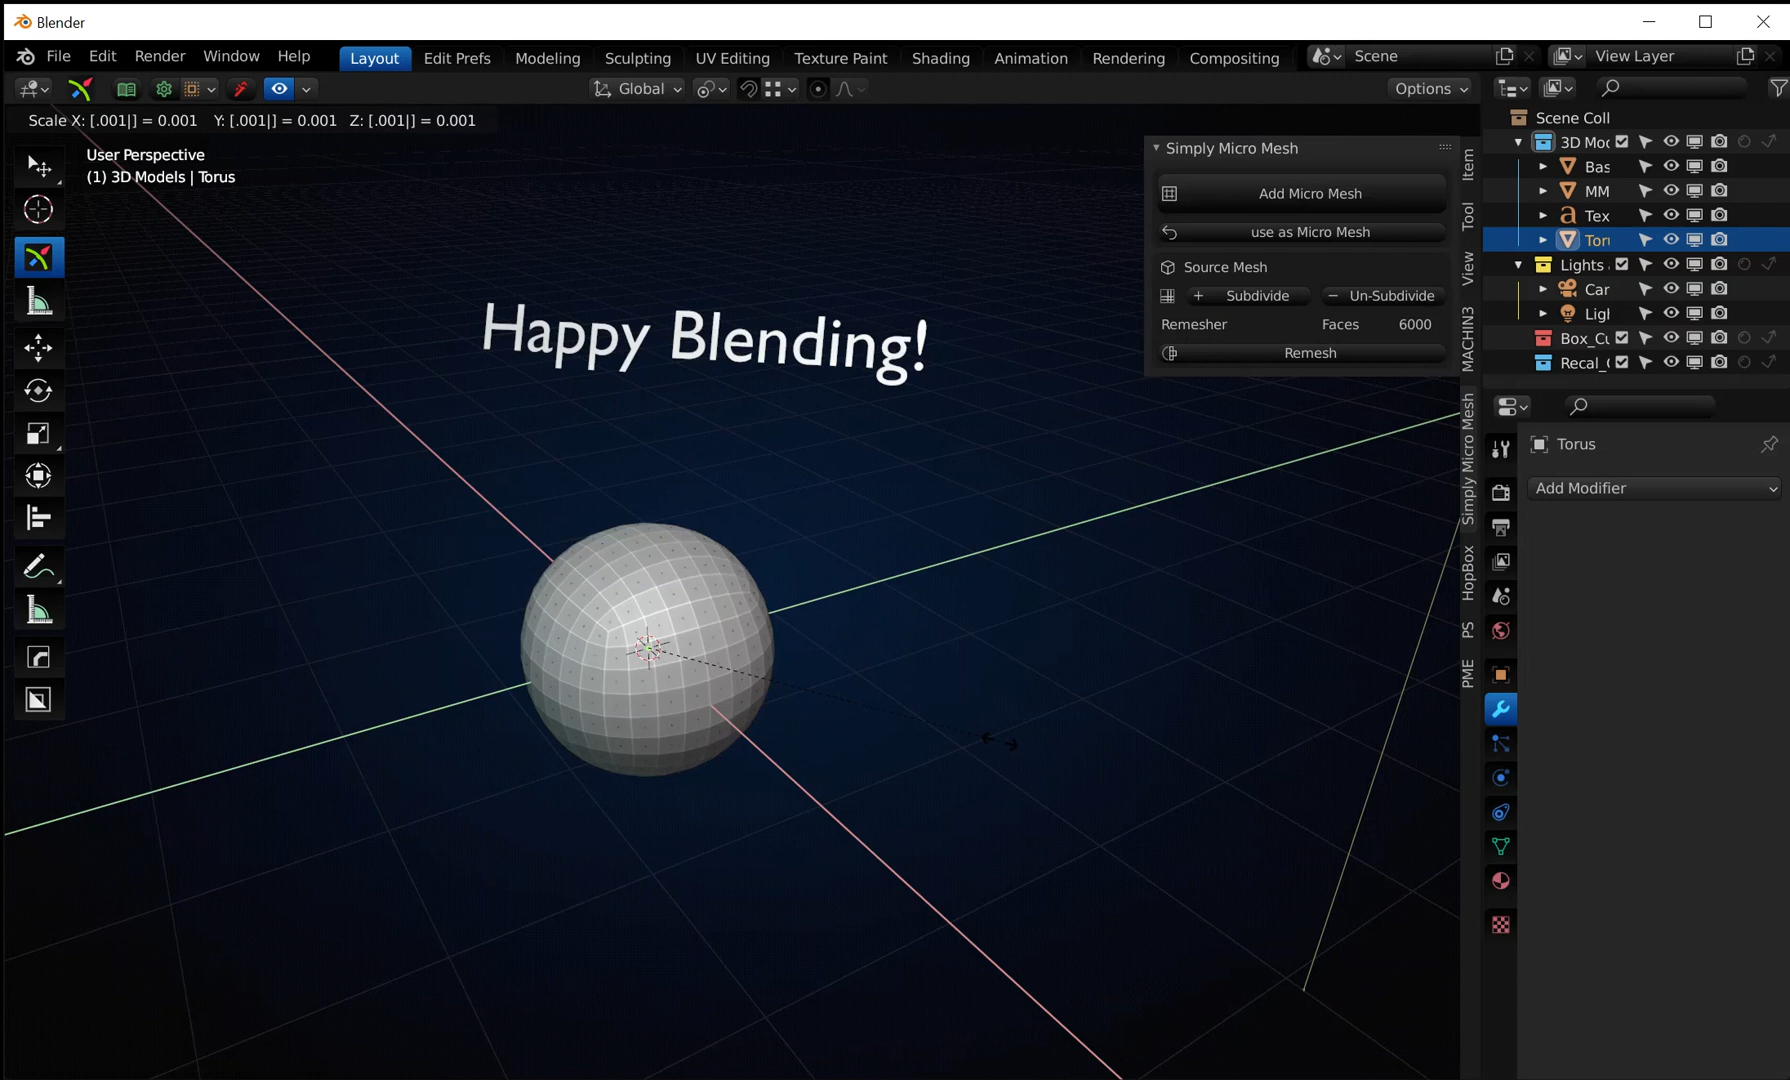 Blender
File Edit Render Window Help Layout Edit Prefs Modeling Sculpting UV Editing Texture Paint Shading Animation Rendering Compositing Scene View Layer
Global Options
Scale X: [.001|] = 0.001 Y: [.001|] = 0.001 Z: [.001|] = 0.001
User Perspective
(1) 3D Models | Torus
Happy Blending!
Simply Micro Mesh
Add Micro Mesh
use as Micro Mesh
Source Mesh
+ Subdivide − Un-Subdivide
Remesher Faces 6000
Remesh
Item
Tool
View
MACHIN3
Simply Micro Mesh
HopBox
PS
PME
Scene Coll
3D Moc
Bas
MM
Tex
Toru
Lights
Car
Ligh
Box_Cu
Recal_C
Torus
Add Modifier